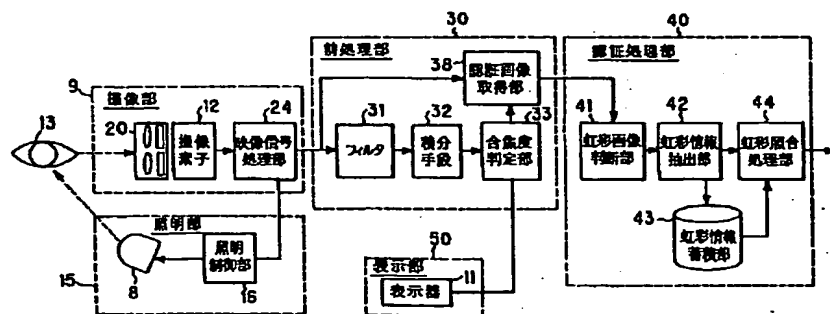 30
40
前処理部
認証処理部
38
認証画像
取得部
9
撮像部
12
24
13
20
撮像
素子
映像信号
処理部
31
フィルタ
32
積分
手段
33
合焦度
判定部
41
虹彩画像
判断部
42
虹彩情報
抽出部
44
虹彩照合
処理部
43
虹彩情報
蓄積部
照明部
照明
制御部
15
8
16
50
表示部
11
表示器